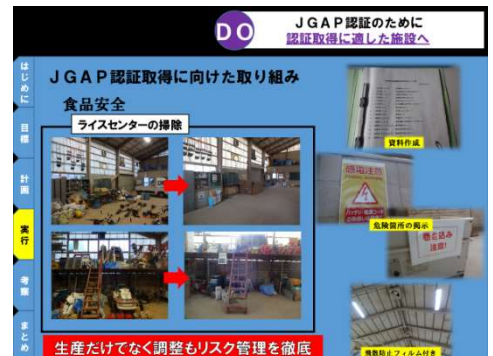 DO
JGAP認証のために
認証取得に適した施設へ
はじめに
目標
計画
実行
考察
まとめ
JGAP認証取得に向けた取り組み
食品安全
ライスセンターの掃除
資料作成
感電注意
危険箇所の掲示
巻き込み
注意!
飛散防止フィルム付き
生産だけでなく調整もリスク管理を徹底